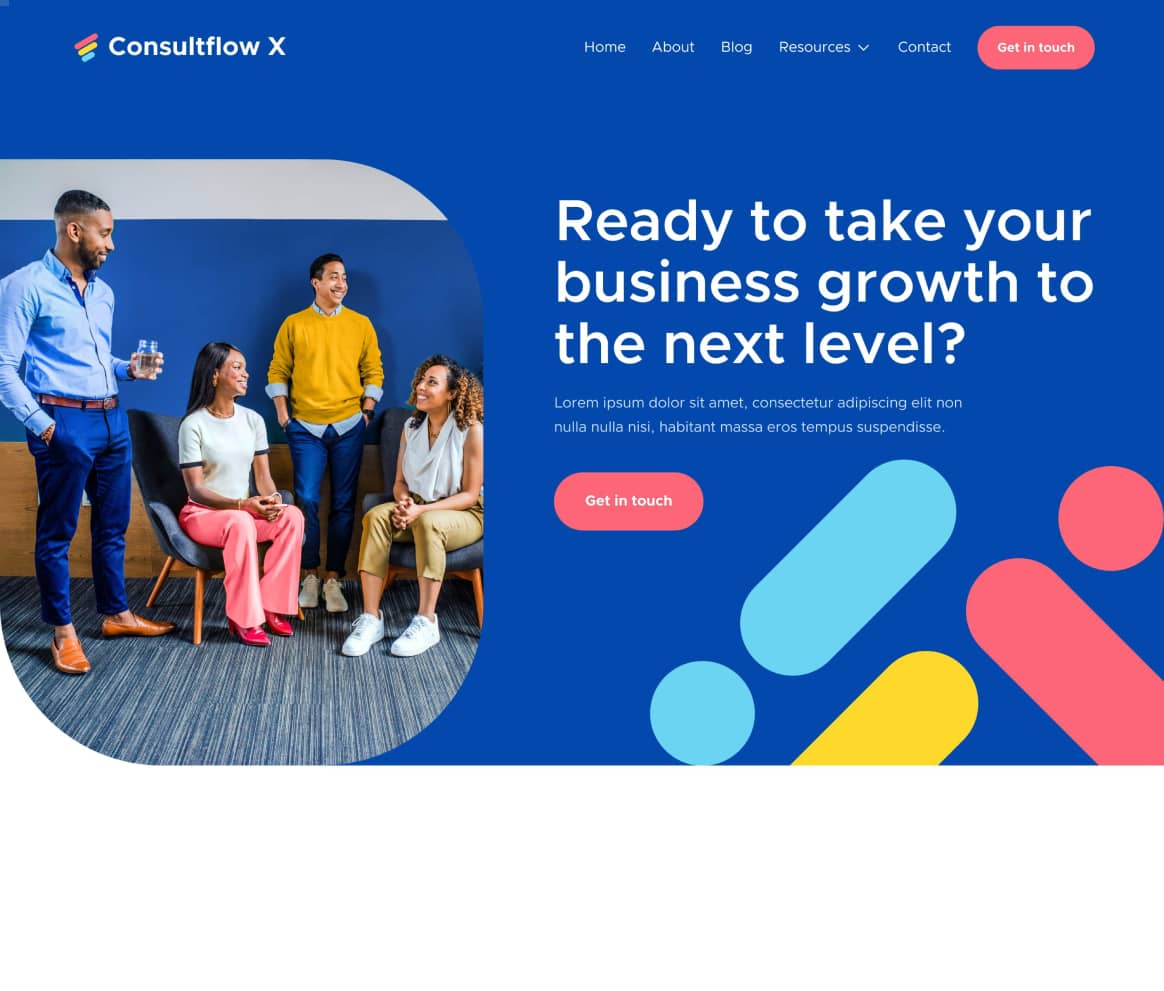 Consultflow X
Home
About
Blog
Resources
Contact
Get in touch
Ready to take your
business growth to
the next level?
Lorem ipsum dolor sit amet, consectetur adipiscing elit non
nulla nulla nisi, habitant massa eros tempus suspendisse.
Get in touch